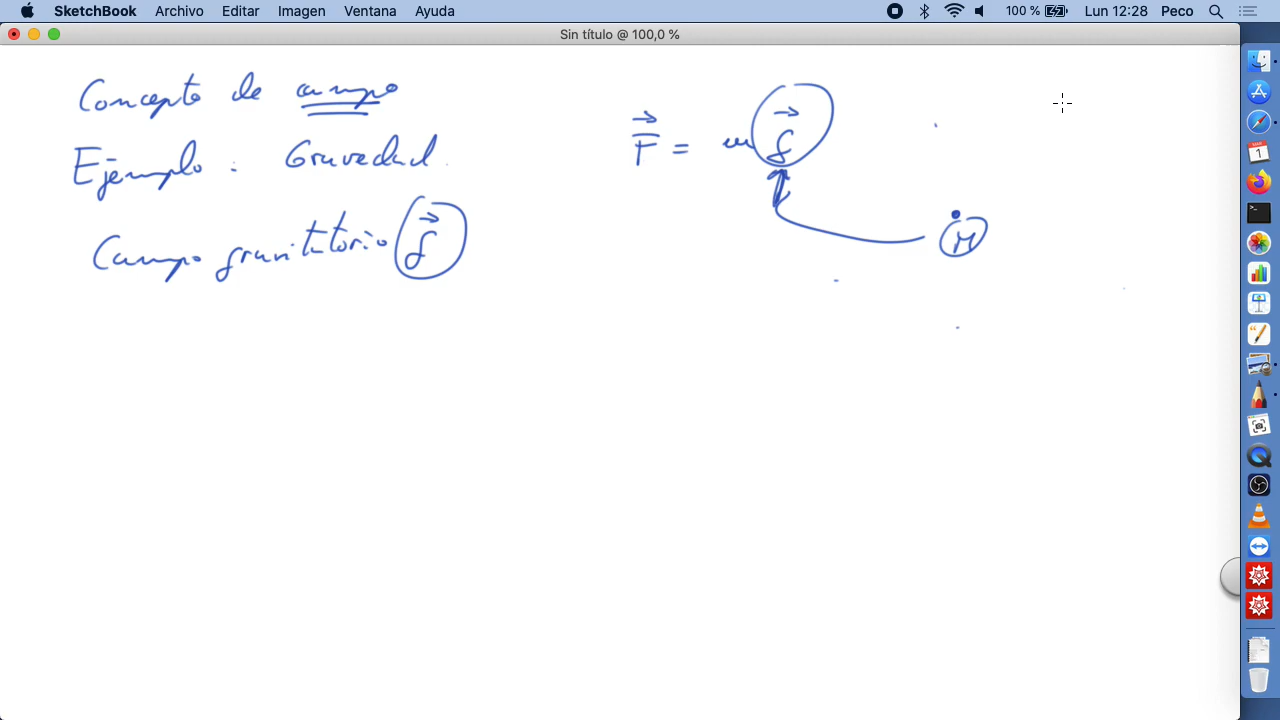 SketchBook Archivo Editar Imagen Ventana Ayuda 100 % Lun 12:28 Peco
Sin título @ 100,0 %
Concepto de campo
Ejemplo : Gravedad
Campo gravitatorio g⃗
F⃗ = m g⃗
M
1